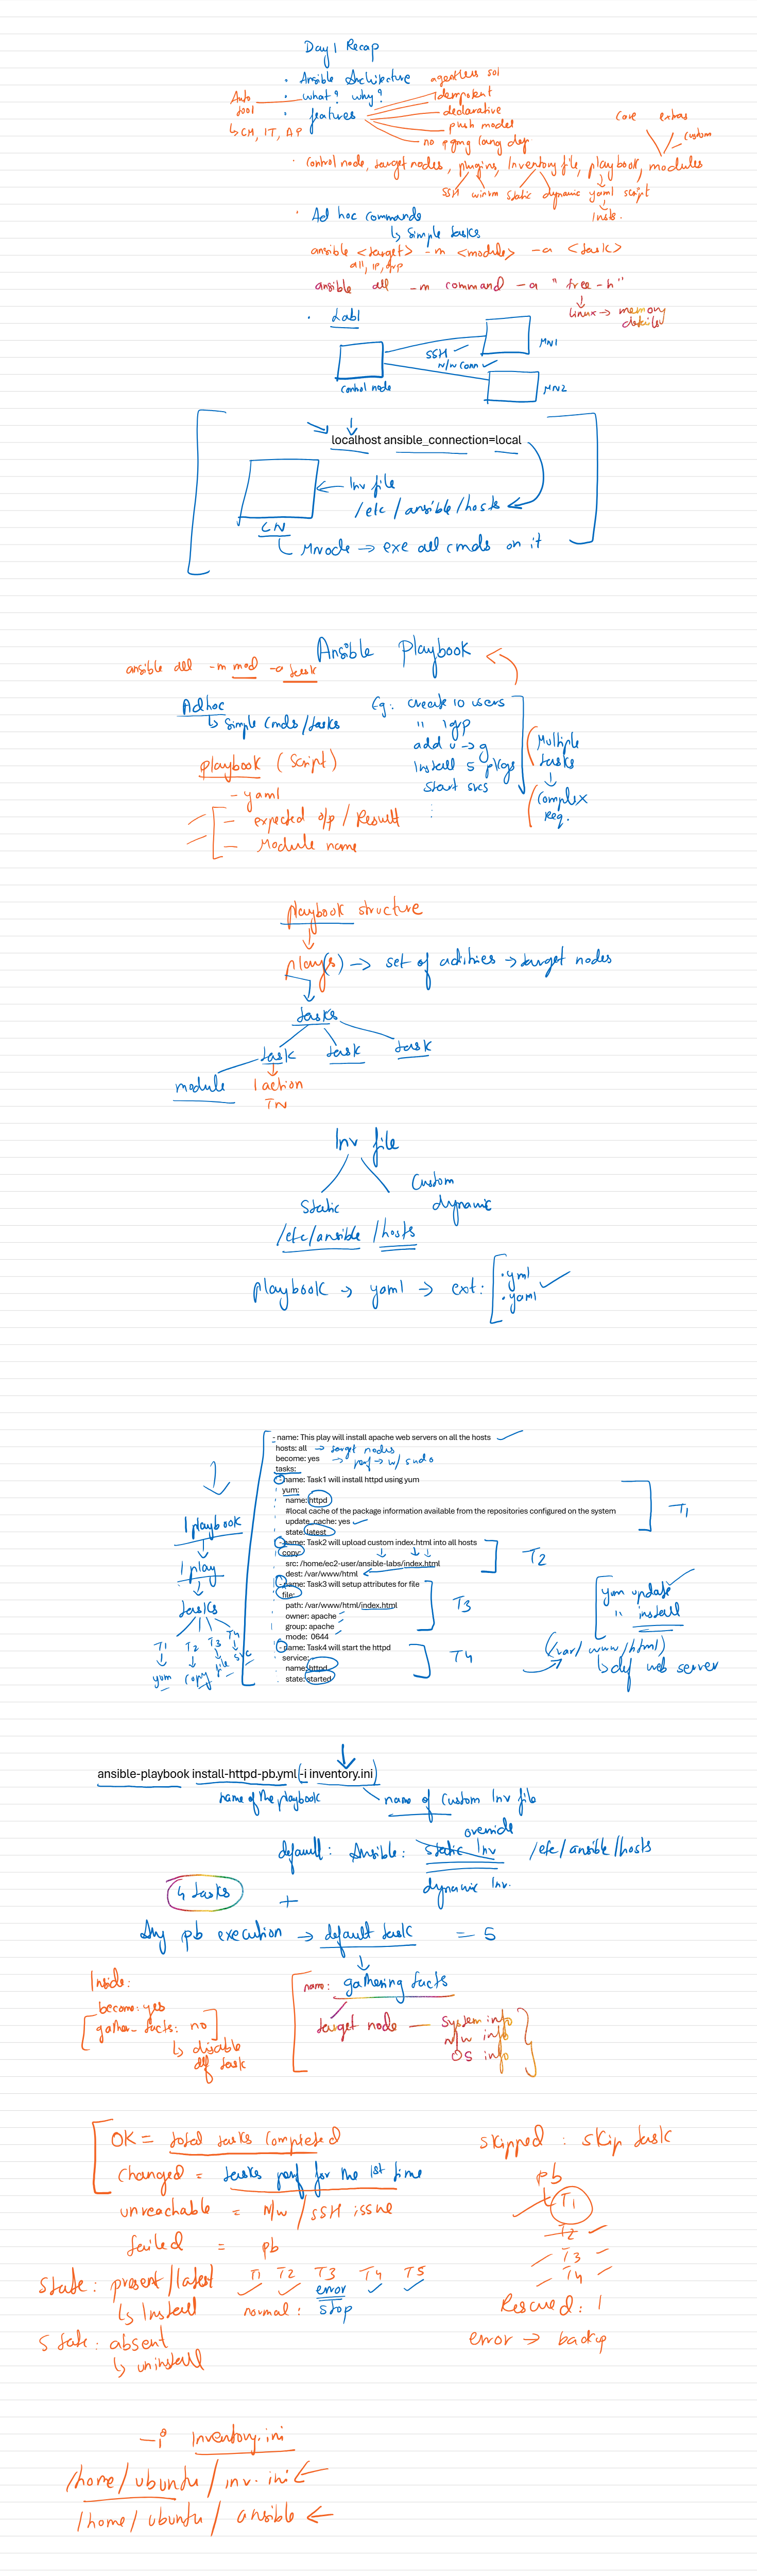 Day 1 Recap
· Ansible Architecture
· what? why?
· features
Auto tool
↳ CM, IT, AP
agentless sol
Idempotent
declarative
push model
no pgmg lang dep
· Control node, target nodes, plugins, Inventory file, playbook, modules
core extras custom
SSH winrm static dynamic yaml script
↓
Insts.
· Ad hoc commands
↳ simple tasks
ansible <target> -m <module> -a <task>
all, IP, grp
ansible all -m command -a "free -h"
↓
Linux → memory details
· Lab1
Control node
SSH
N/W Conn ✓
MN1
MN2
localhost ansible_connection=local
← Inv file
/etc/ansible/hosts
CN
MNode → exe all cmds on it
Ansible Playbook
ansible all -m mod -a task
Adhoc
↳ simple cmds/tasks
playbook (script)
- yaml
- expected o/p / Result
- Module name
Eg: create 10 users
" 1 grp
add u → g
install 5 pkgs
start svcs
Multiple tasks
↓
Complex req.
playbook structure
↓
play(s) → set of activities → target nodes
↓
tasks
task task task
module 1 action
TN
Inv file
Static Custom dynamic
/etc/ansible/hosts
playbook → yaml → ext: .yml
.yaml
- name: This play will install apache web servers on all the hosts
hosts: all → target nodes
become: yes → perf → w/ sudo
tasks:
- name: Task1 will install httpd using yum
yum:
name: httpd
#local cache of the package information available from the repositories configured on the system
update_cache: yes
state: latest
T1
- name: Task2 will upload custom index.html into all hosts
copy:
src: /home/ec2-user/ansible-labs/index.html
dest: /var/www/html
T2
- name: Task3 will setup attributes for file
file:
path: /var/www/html/index.html
owner: apache
group: apache
mode: 0644
T3
- name: Task4 will start the httpd
service:
name: httpd
state: started
T4
1 playbook
↓
1 play
↓
tasks
T1 T2 T3 T4
yum copy file svc
yum update
" install
(/var/www/html)
↳ def web server
ansible-playbook install-httpd-pb.yml -i inventory.ini
name of the playbook
name of custom Inv file
override
default: Ansible: static Inv /etc/ansible/hosts
dynamic Inv.
4 tasks
+
Any pb execution → default task = 5
↓
name: gathering facts
target node — System info
N/w info
OS info
Inside:
become: yes
gather_facts: no
↳ disable def task
OK = total tasks completed
Changed = tasks perf for the 1st time
unreachable = N/w / SSH issue
failed = pb
T1 T2 T3 T4 T5
error
normal: stop
State: present/latest
↳ Install
State: absent
↳ uninstall
skipped: skip task
pb
T1
T2
T3
T4
Rescued: 1
error → backup
-i Inventory.ini
/home/ubuntu/inv.ini ←
/home/ubuntu/ansible ←